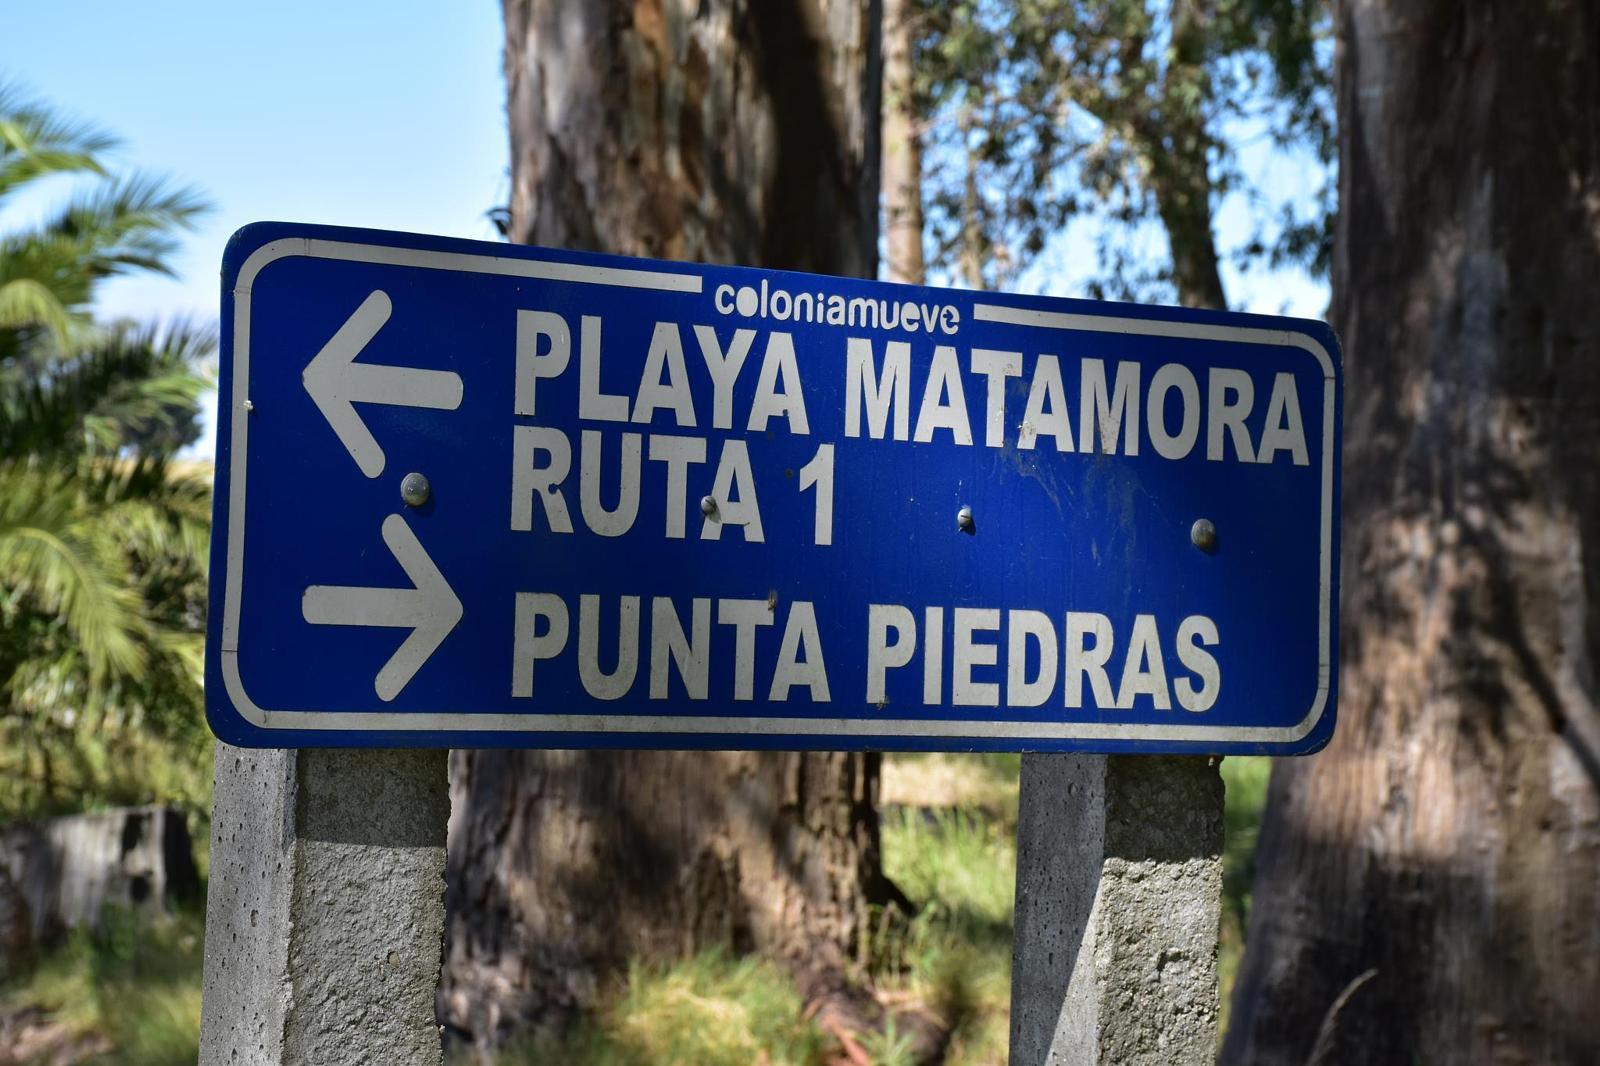 coloniamueve
PLAYA MATAMORA
RUTA 1
PUNTA PIEDRAS